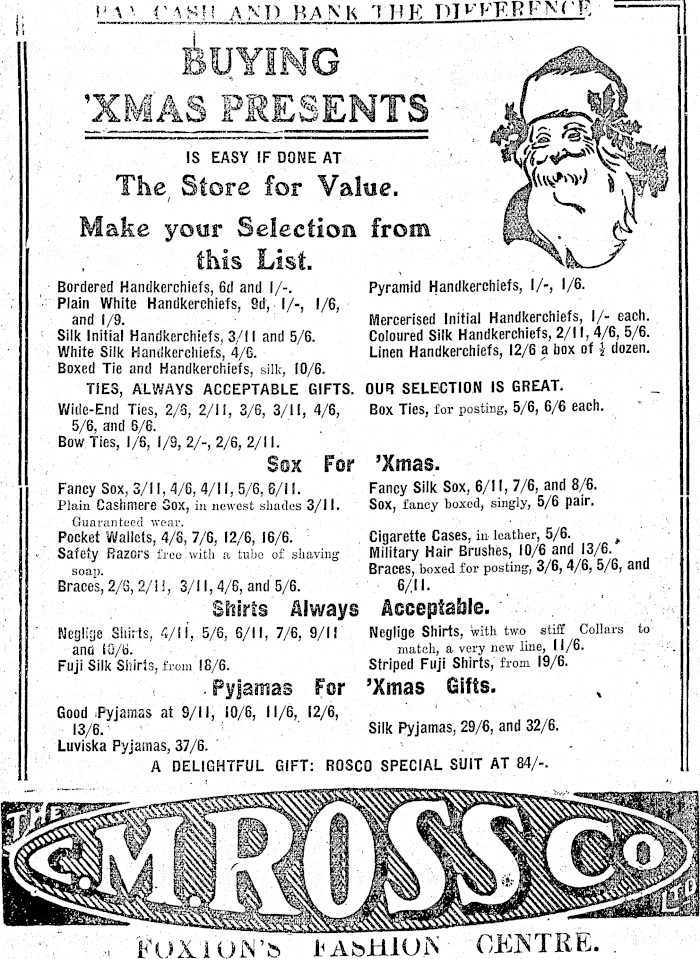 PAY CASH AND BANK THE DIFFERENCE
BUYING
'XMAS PRESENTS
IS EASY IF DONE AT
The Store for Value.
Make your Selection from
this List.
Bordered Handkerchiefs, 6d and 1/-.
Plain White Handkerchiefs, 9d, 1/-, 1/6,
and 1/9.
Silk Initial Handkerchiefs, 3/11 and 5/6.
White Silk Handkerchiefs, 4/6.
Boxed Tie and Handkerchiefs, silk, 10/6.
Pyramid Handkerchiefs, 1/-, 1/6.
Mercerised Initial Handkerchiefs, 1/- each.
Coloured Silk Handkerchiefs, 2/11, 4/6, 5/6.
Linen Handkerchiefs, 12/6 a box of ½ dozen.
TIES, ALWAYS ACCEPTABLE GIFTS. OUR SELECTION IS GREAT.
Wide-End Ties, 2/6, 2/11, 3/6, 3/11, 4/6,
5/6, and 6/6.
Bow Ties, 1/6, 1/9, 2/-, 2/6, 2/11.
Box Ties, for posting, 5/6, 6/6 each.
Sox For 'Xmas.
Fancy Sox, 3/11, 4/6, 4/11, 5/6, 6/11.
Plain Cashmere Sox, in newest shades 3/11.
Guaranteed wear.
Pocket Wallets, 4/6, 7/6, 12/6, 16/6.
Safety Razors free with a tube of shaving
soap.
Braces, 2/6, 2/11, 3/11, 4/6, and 5/6.
Fancy Silk Sox, 6/11, 7/6, and 8/6.
Sox, fancy boxed, singly, 5/6 pair.
Cigarette Cases, in leather, 5/6.
Military Hair Brushes, 10/6 and 13/6.
Braces, boxed for posting, 3/6, 4/6, 5/6, and
6/11.
Shirts Always Acceptable.
Neglige Shirts, 4/11, 5/6, 6/11, 7/6, 9/11
and 10/6.
Fuji Silk Shirts, from 18/6.
Neglige Shirts, with two stiff Collars to
match, a very new line, 11/6.
Striped Fuji Shirts, from 19/6.
Pyjamas For 'Xmas Gifts.
Good Pyjamas at 9/11, 10/6, 11/6, 12/6,
13/6.
Luviska Pyjamas, 37/6.
Silk Pyjamas, 29/6, and 32/6.
A DELIGHTFUL GIFT: ROSCO SPECIAL SUIT AT 84/-.
THE
C.M. ROSS Co
LTD
FOXTON'S FASHION CENTRE.